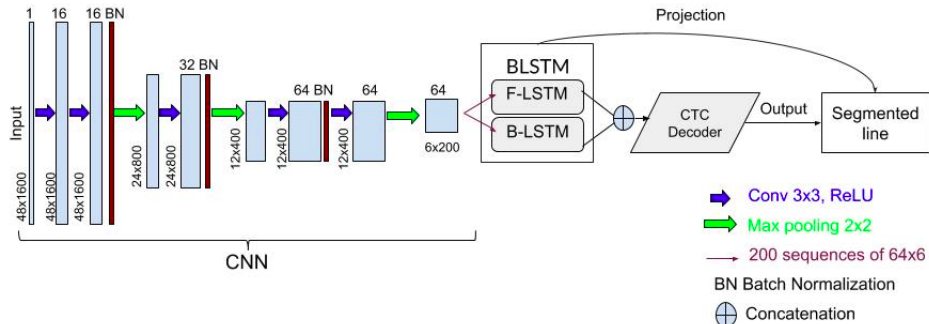 Projection
1 16 16 BN
32 BN
64 BN 64 64
Input
48x1600 48x1600 48x1600
24x800 24x800
12x400 12x400 12x400
6x200
BLSTM
F-LSTM
B-LSTM
CTC
Decoder
Output
Segmented
line
CNN
Conv 3x3, ReLU
Max pooling 2x2
200 sequences of 64x6
BN Batch Normalization
Concatenation